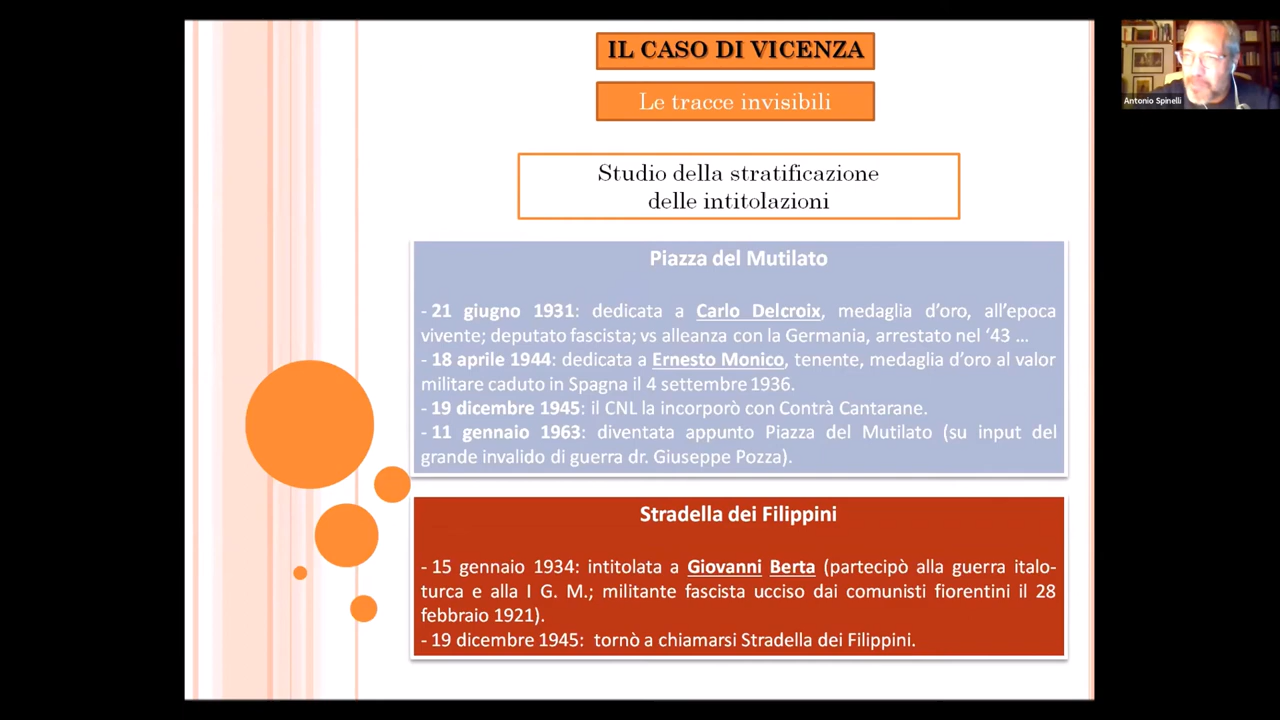 IL CASO DI VICENZA
Le tracce invisibili
Studio della stratificazione
delle intitolazioni
Piazza del Mutilato
- 21 giugno 1931: dedicata a Carlo Delcroix, medaglia d’oro, all’epoca
vivente; deputato fascista; vs alleanza con la Germania, arrestato nel ‘43 …
- 18 aprile 1944: dedicata a Ernesto Monico, tenente, medaglia d’oro al valor
militare caduto in Spagna il 4 settembre 1936.
- 19 dicembre 1945: il CNL la incorporò con Contrà Cantarane.
- 11 gennaio 1963: diventata appunto Piazza del Mutilato (su input del
grande invalido di guerra dr. Giuseppe Pozza).
Stradella dei Filippini
- 15 gennaio 1934: intitolata a Giovanni Berta (partecipò alla guerra italo-
turca e alla I G. M.; militante fascista ucciso dai comunisti fiorentini il 28
febbraio 1921).
- 19 dicembre 1945: tornò a chiamarsi Stradella dei Filippini.
Antonio Spinelli